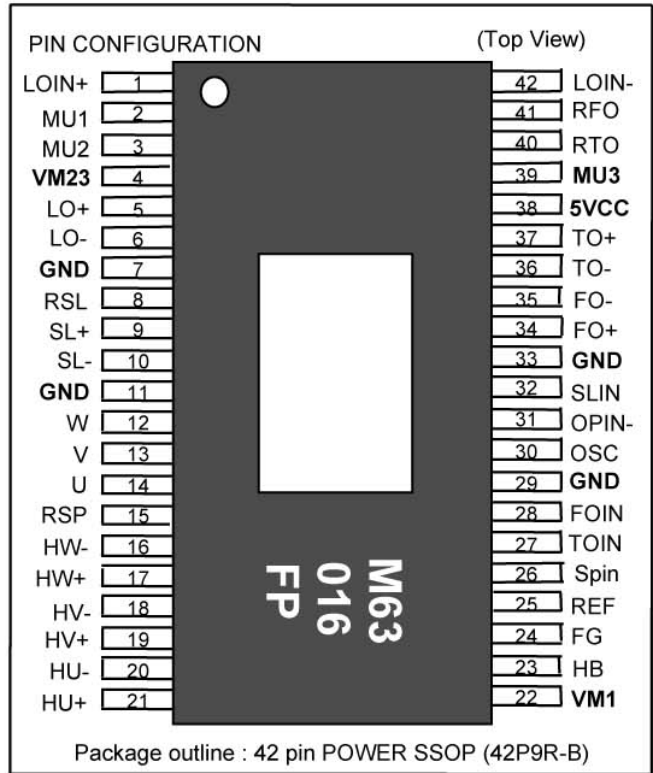 PIN CONFIGURATION (Top View)
LOIN+ 1 42 LOIN-
MU1 2 41 RFO
MU2 3 40 RTO
VM23 4 39 MU3
LO+ 5 38 5VCC
LO- 6 37 TO+
GND 7 36 TO-
RSL 8 35 FO-
SL+ 9 34 FO+
SL- 10 33 GND
GND 11 32 SLIN
W 12 31 OPIN-
V 13 30 OSC
U 14 29 GND
RSP 15 28 FOIN
HW- 16 27 TOIN
HW+ 17 26 Spin
HV- 18 25 REF
HV+ 19 24 FG
HU- 20 23 HB
HU+ 21 22 VM1
M63
016
FP
Package outline : 42 pin POWER SSOP (42P9R-B)